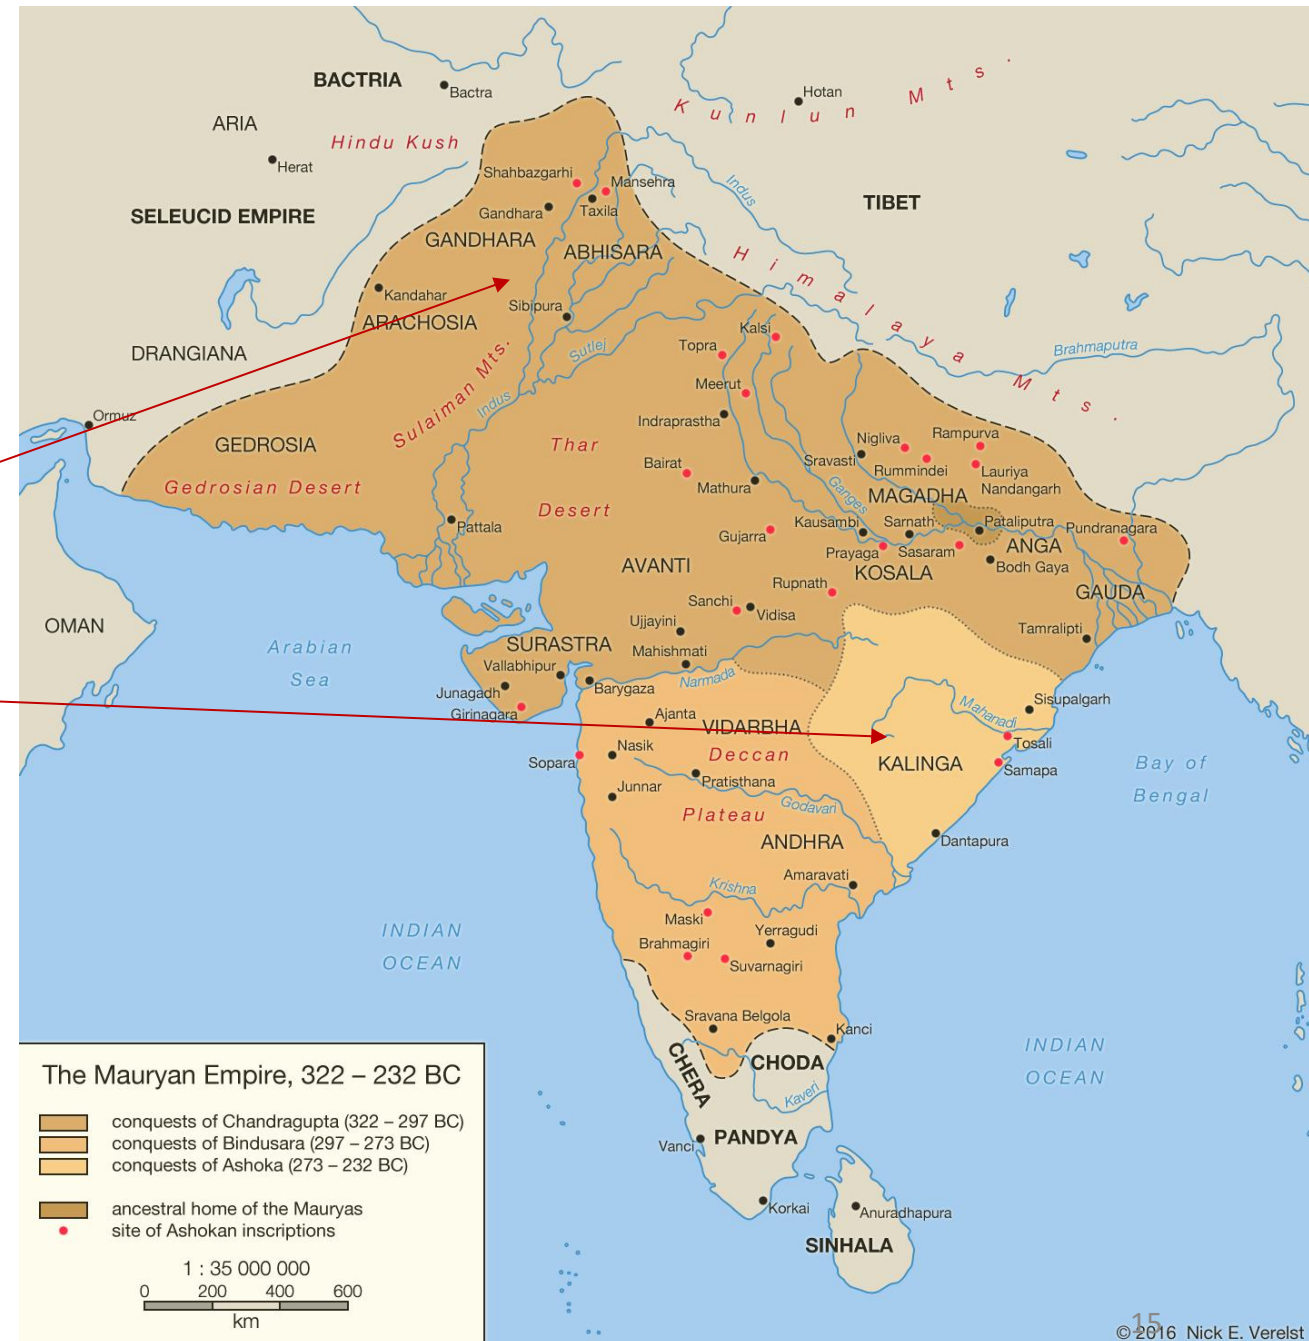 BACTRIA
Bactra
Hotan
Kunlun Mts.
ARIA
Hindu Kush
Herat
Shahbazgarhi
Mansehra
Indus
TIBET
SELEUCID EMPIRE
Gandhara
Taxila
GANDHARA
ABHISARA
Himalaya Mts.
Kandahar
Sibipura
ARACHOSIA
Kalsi
Topra
Sutlej
Brahmaputra
DRANGIANA
Sulaiman Mts.
Meerut
Indus
Ormuz
Indraprastha
GEDROSIA
Thar
Desert
Nigliva
Rampurva
Sravasti
Rummindei
Lauriya
Nandangarh
Bairat
Mathura
Ganges
Gedrosian Desert
MAGADHA
Pattala
Gujarra
Kausambi
Sarnath
Pataliputra
Pundranagara
Prayaga
Sasaram
ANGA
AVANTI
KOSALA
Bodh Gaya
Rupnath
GAUDA
Sanchi
Vidisa
OMAN
Ujjayini
Tamralipti
Arabian
Sea
SURASTRA
Mahishmati
Vallabhipur
Narmada
Junagadh
Barygaza
Girinagara
Sisupalgarh
Mahanadi
Ajanta
VIDARBHA
Tosali
Nasik
Deccan
Plateau
Sopara
KALINGA
Samapa
Bay of
Bengal
Pratisthana
Junnar
Godavari
ANDHRA
Dantapura
Amaravati
Krishna
Maski
Yerragudi
INDIAN
OCEAN
Brahmagiri
Suvarnagiri
Sravana Belgola
Kanci
INDIAN
OCEAN
CHERA
CHODA
Kaveri
Vanci
PANDYA
Korkai
Anuradhapura
SINHALA
The Mauryan Empire, 322 – 232 BC
conquests of Chandragupta (322 – 297 BC)
conquests of Bindusara (297 – 273 BC)
conquests of Ashoka (273 – 232 BC)
ancestral home of the Mauryas
site of Ashokan inscriptions
1 : 35 000 000
0 200 400 600
km
15
©2016 Nick E. Verelst